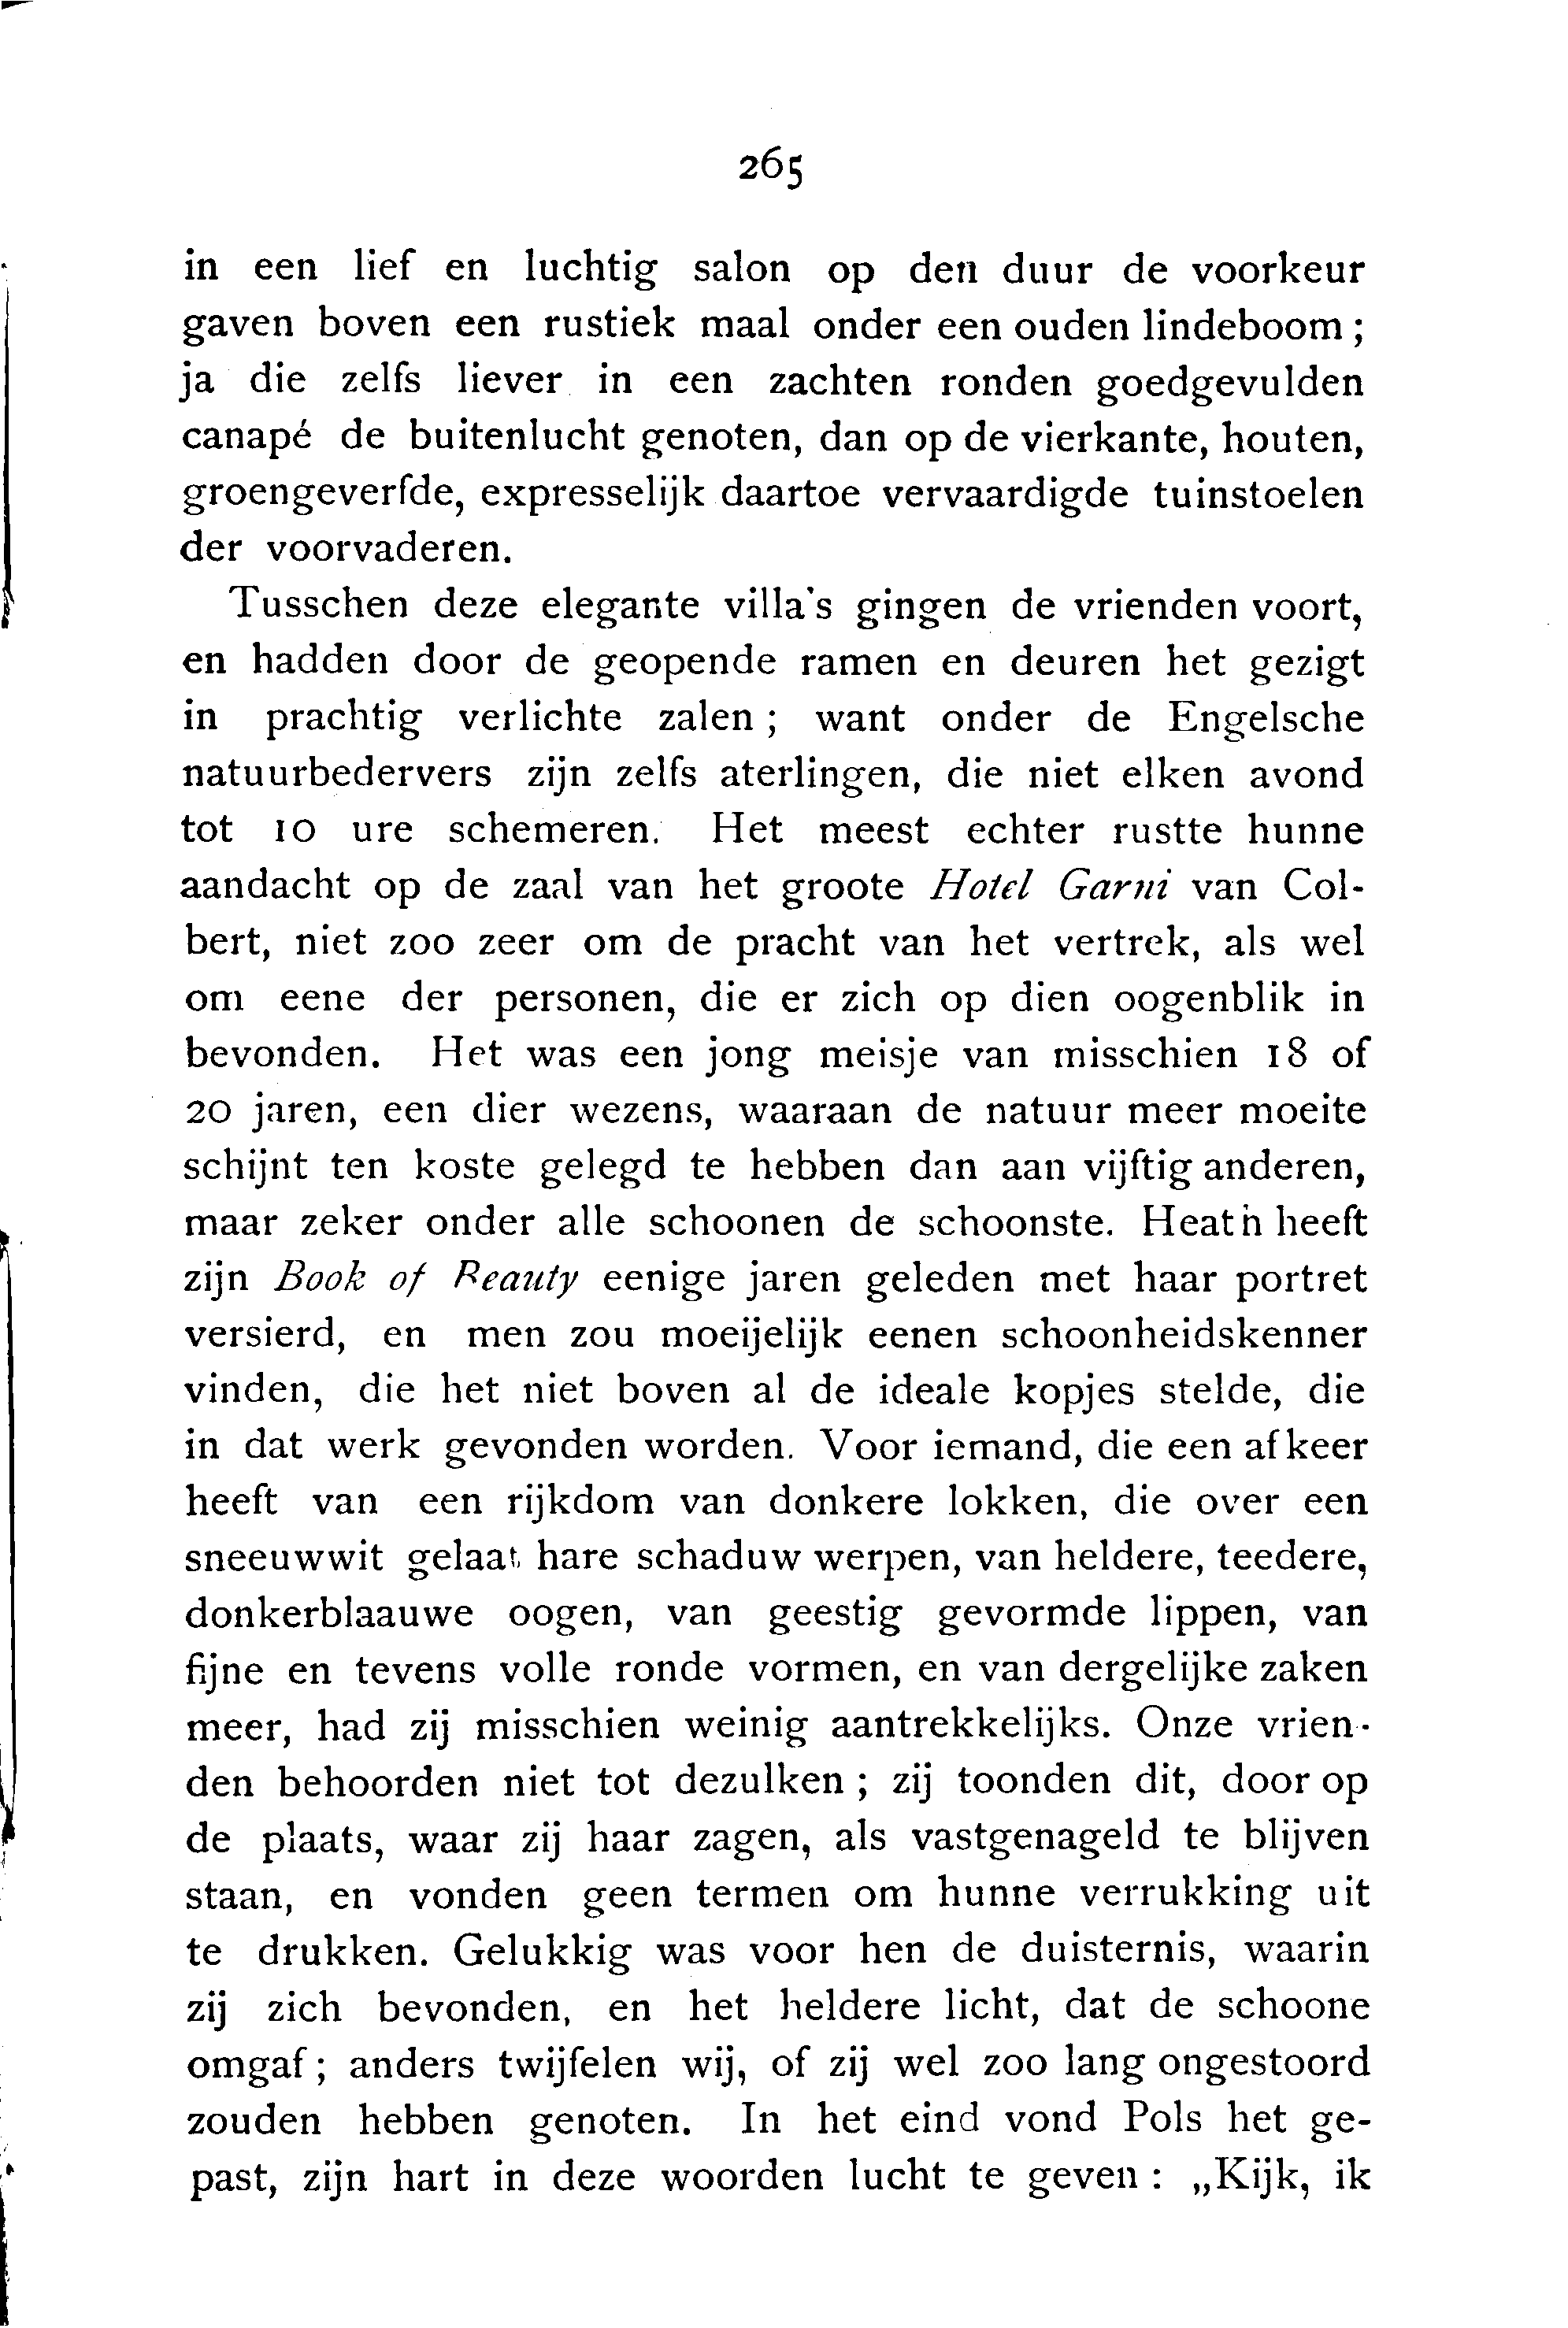 265
in een lief en luchtig salon op den duur de voorkeur
gaven boven een rustiek maal onder een ouden lindeboom;
ja die zelfs liever in een zachten ronden goedgevulden
canapé de buitenlucht genoten, dan op de vierkante, houten,
groengeverfde, expresselijk daartoe vervaardigde tuinstoelen
der voorvaderen.
Tusschen deze elegante villa's gingen de vrienden voort,
en hadden door de geopende ramen en deuren het gezigt
in prachtig verlichte zalen; want onder de Engelsche
natuurbedervers zijn zelfs aterlingen, die niet elken avond
tot 10 ure schemeren. Het meest echter rustte hunne
aandacht op de zaal van het groote Hotel Garni van Col-
bert, niet zoo zeer om de pracht van het vertrek, als wel
om eene der personen, die er zich op dien oogenblik in
bevonden. Het was een jong meisje van misschien 18 of
20 jaren, een dier wezens, waaraan de natuur meer moeite
schijnt ten koste gelegd te hebben dan aan vijftig anderen,
maar zeker onder alle schoonen de schoonste. Heath heeft
zijn Book of Beauty eenige jaren geleden met haar portret
versierd, en men zou moeijelijk eenen schoonheidskenner
vinden, die het niet boven al de ideale kopjes stelde, die
in dat werk gevonden worden. Voor iemand, die een afkeer
heeft van een rijkdom van donkere lokken, die over een
sneeuwwit gelaat hare schaduw werpen, van heldere, teedere,
donkerblaauwe oogen, van geestig gevormde lippen, van
fijne en tevens volle ronde vormen, en van dergelijke zaken
meer, had zij misschien weinig aantrekkelijks. Onze vrien-
den behoorden niet tot dezulken; zij toonden dit, door op
de plaats, waar zij haar zagen, als vastgenageld te blijven
staan, en vonden geen termen om hunne verrukking uit
te drukken. Gelukkig was voor hen de duisternis, waarin
zij zich bevonden, en het heldere licht, dat de schoone
omgaf; anders twijfelen wij, of zij wel zoo lang ongestoord
zouden hebben genoten. In het eind vond Pols het ge-
past, zijn hart in deze woorden lucht te geven: „Kijk, ik